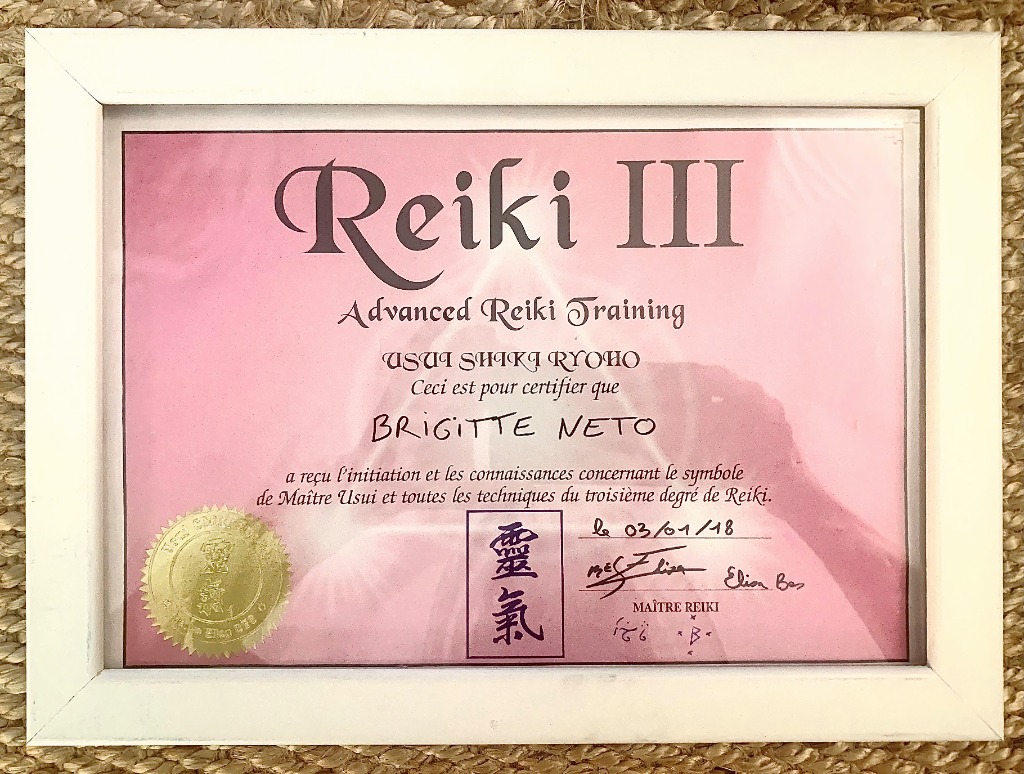 Reiki III
Advanced Reiki Training
USUI SHIKI RYOHO
Ceci est pour certifier que
BRIGITTE NETO
a reçu l'initiation et les connaissances concernant le symbole
de Maître Usui et toutes les techniques du troisième degré de Reiki.
le 03/01/18
Elisa
MAÎTRE REIKI
靈
氣